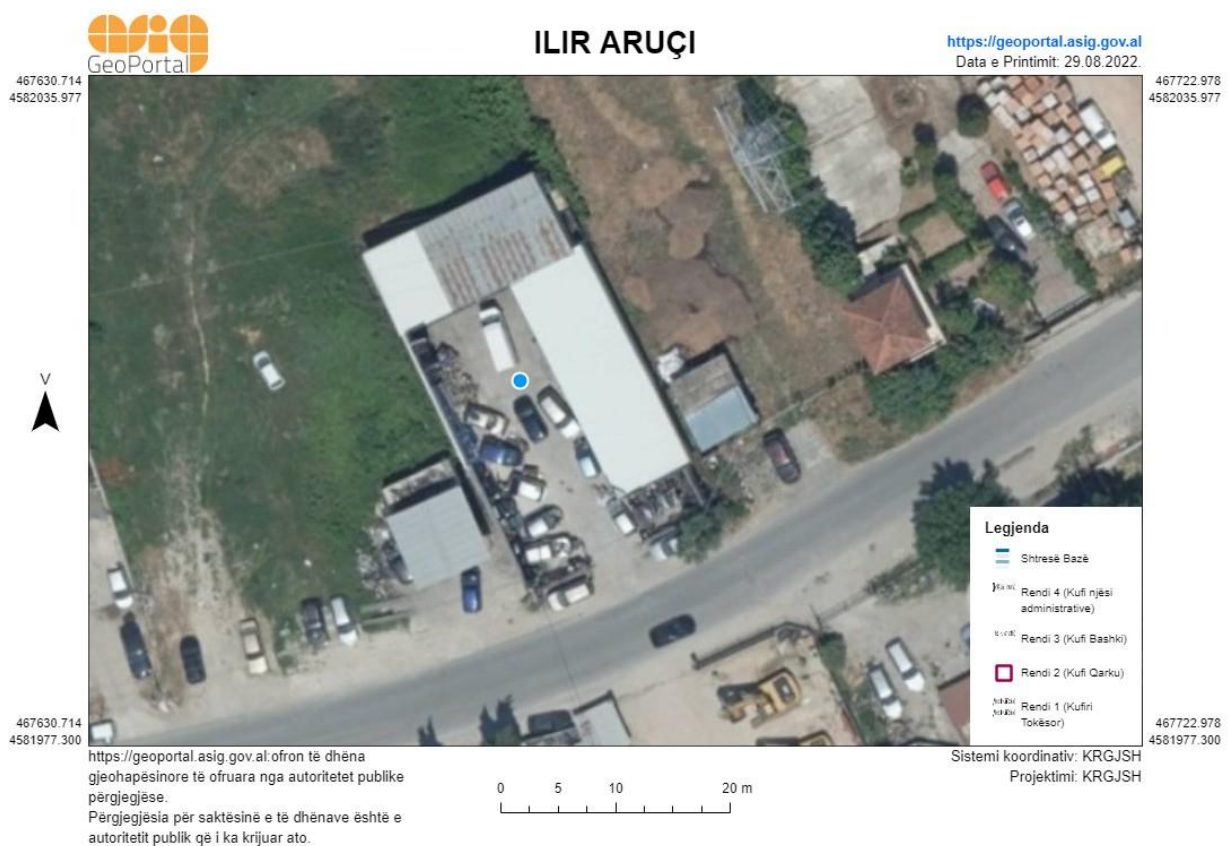 asig
GeoPortal
ILIR ARUÇI
https://geoportal.asig.gov.al
Data e Printimit: 29.08.2022.
467630.714
4582035.977
467722.978
4582035.977
V
Legjenda
Shtresë Bazë
Rendi 4 (Kufi njësi
administrative)
Rendi 3 (Kufi Bashki)
Rendi 2 (Kufi Qarku)
Rendi 1 (Kufiri
Tokësor)
467630.714
4581977.300
467722.978
4581977.300
https://geoportal.asig.gov.al:ofron të dhëna
gjeohapësinore të ofruara nga autoritetet publike
përgjegjëse.
Përgjegjësia për saktësinë e të dhënave është e
autoritetit publik që i ka krijuar ato.
0 5 10 20 m
Sistemi koordinativ: KRGJSH
Projektimi: KRGJSH